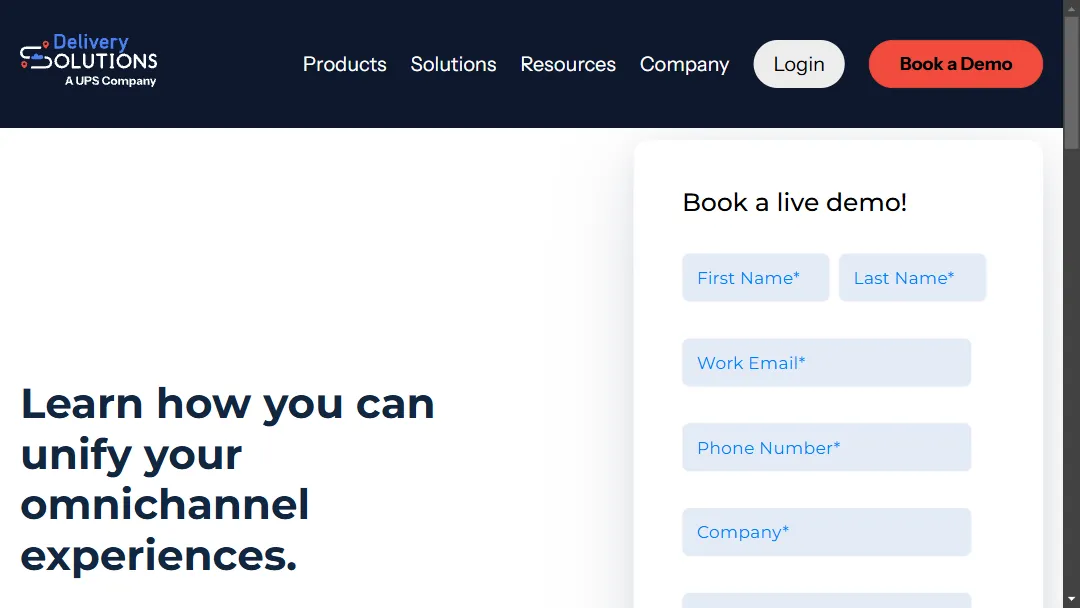 Delivery
SOLUTIONS
A UPS Company
Products
Solutions
Resources
Company
Login
Book a Demo
Book a live demo!
First Name*
Last Name*
Work Email*
Phone Number*
Company*
Learn how you can
unify your
omnichannel
experiences.